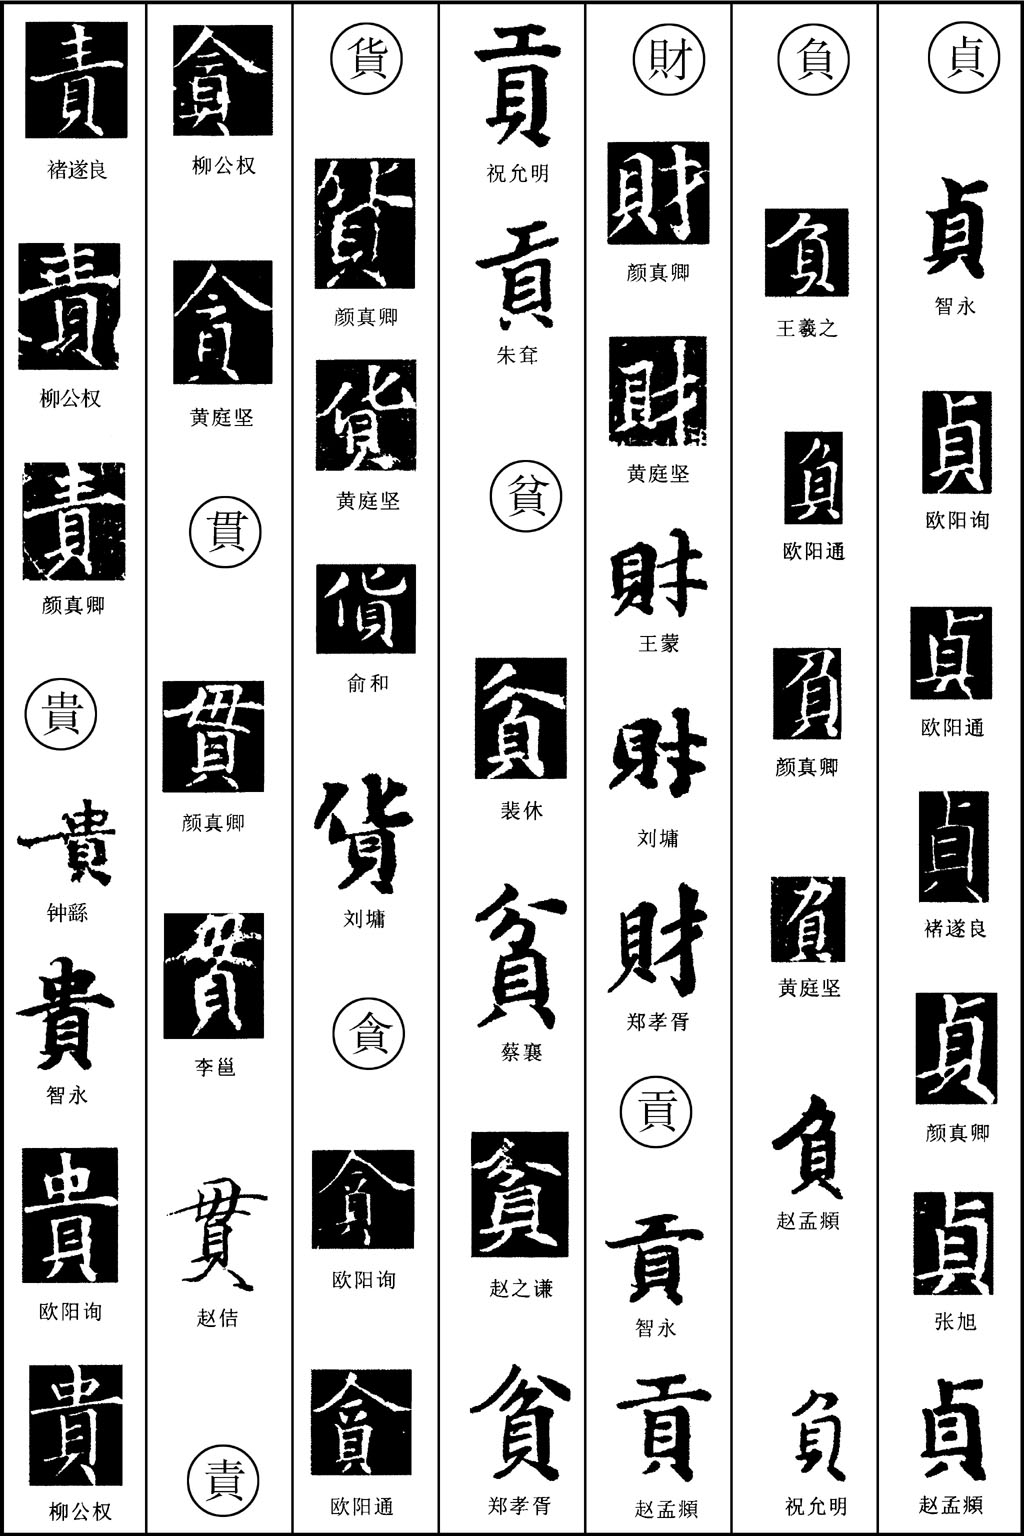 貞
貞
智永
貞
欧阳询
貞
欧阳通
貞
褚遂良
貞
颜真卿
貞
张旭
貞
赵孟頫
負
負
王羲之
負
欧阳通
負
颜真卿
負
黄庭坚
負
赵孟頫
負
祝允明
財
財
颜真卿
財
黄庭坚
財
王蒙
財
刘墉
財
郑孝胥
貢
貢
智永
貢
赵孟頫
貢
祝允明
貢
朱耷
貧
貧
裴休
貧
蔡襄
貧
赵之谦
貧
郑孝胥
貨
貨
颜真卿
貨
黄庭坚
貨
俞和
貨
刘墉
貪
貪
欧阳询
貪
欧阳通
貪
柳公权
貪
黄庭坚
貫
貫
颜真卿
貫
李邕
貫
赵佶
責
責
褚遂良
責
柳公权
責
颜真卿
貴
貴
钟繇
貴
智永
貴
欧阳询
貴
柳公权